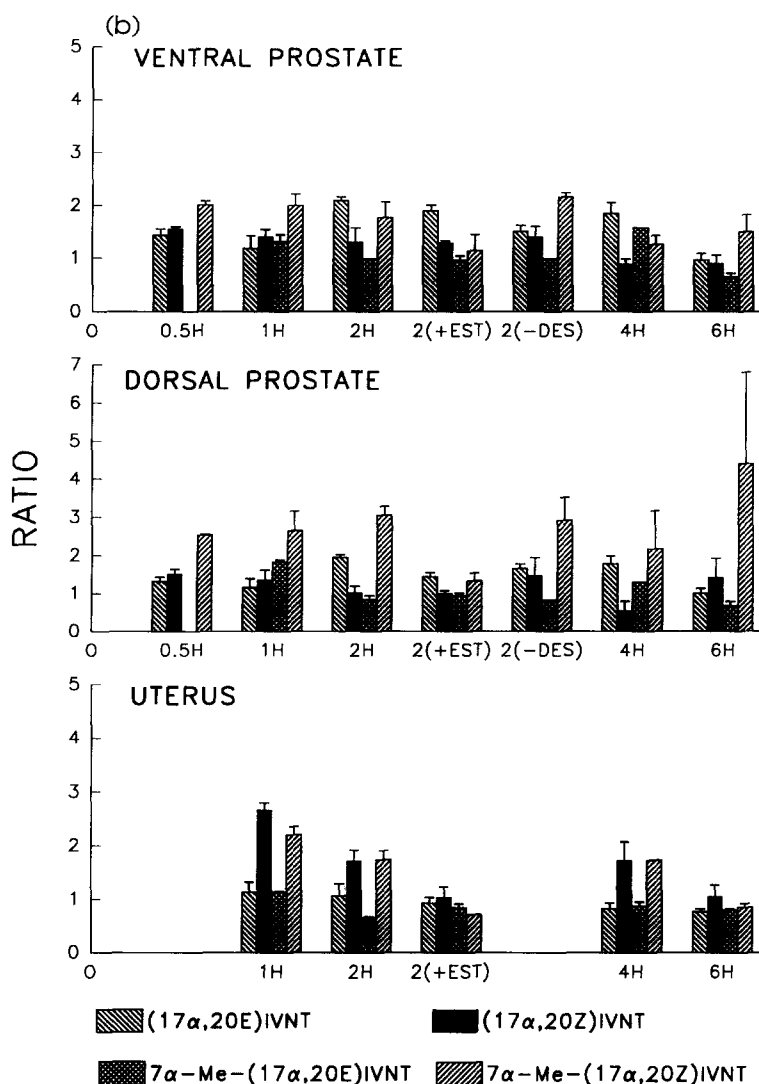 (b)
VENTRAL PROSTATE
5
4
3
2
1
0
O 0.5H 1H 2H 2(+EST) 2(-DES) 4H 6H
DORSAL PROSTATE
7
6
5
4
3
2
1
0
O 0.5H 1H 2H 2(+EST) 2(-DES) 4H 6H
RATIO
UTERUS
5
4
3
2
1
0
O 1H 2H 2(+EST) 4H 6H
(17α,20E)IVNT (17α,20Z)IVNT
7α-Me-(17α,20E)IVNT 7α-Me-(17α,20Z)IVNT